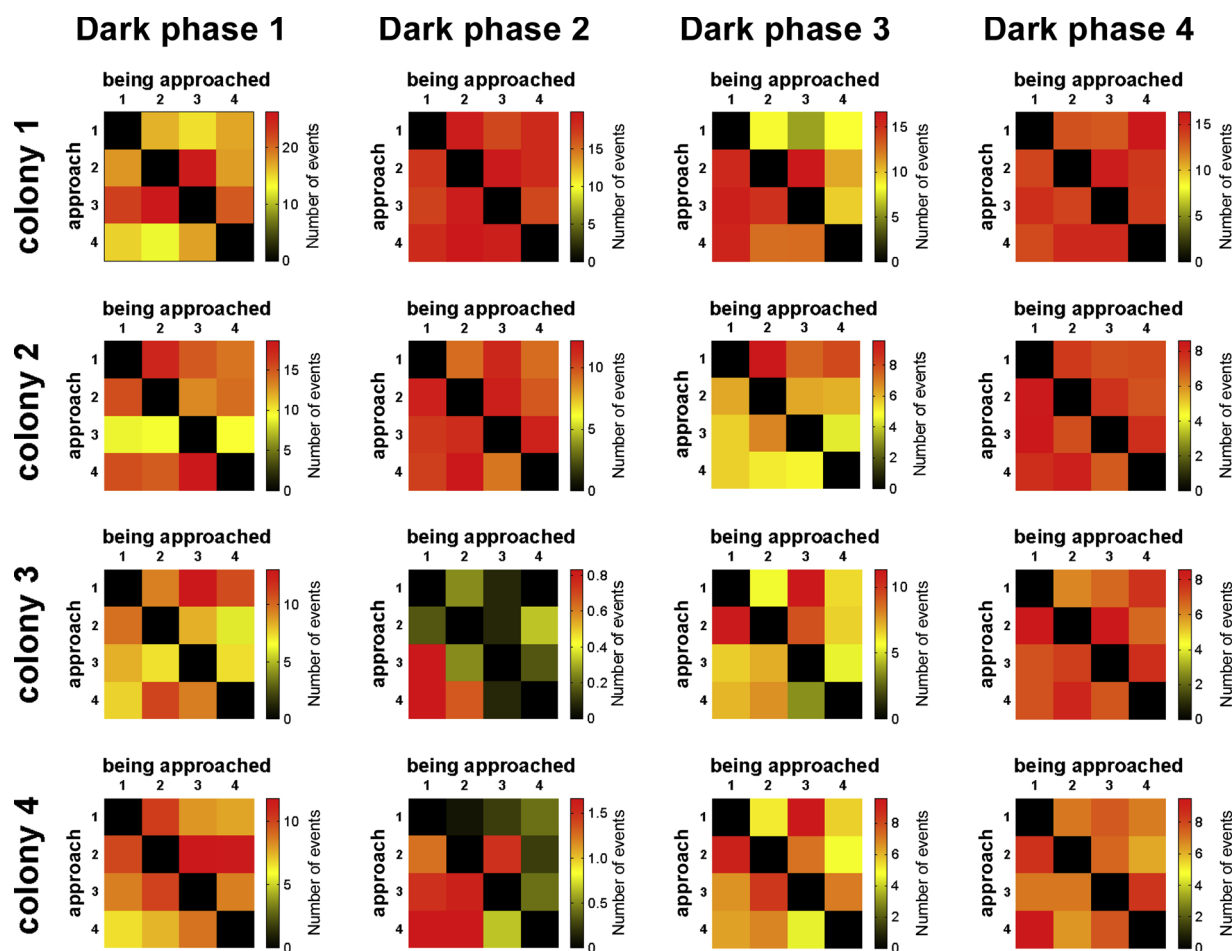 Dark phase 1 Dark phase 2 Dark phase 3 Dark phase 4
colony 1
being approached being approached being approached being approached
1 2 3 4 1 2 3 4 1 2 3 4 1 2 3 4
approach approach approach approach
1 2 3 4 1 2 3 4 1 2 3 4 1 2 3 4
20 10 0 Number of events
15 10 5 0 Number of events
15 10 5 0 Number of events
15 10 5 0 Number of events
colony 2
being approached being approached being approached being approached
1 2 3 4 1 2 3 4 1 2 3 4 1 2 3 4
approach approach approach approach
1 2 3 4 1 2 3 4 1 2 3 4 1 2 3 4
15 10 5 0 Number of events
10 5 0 Number of events
8 6 4 2 0 Number of events
8 6 4 2 0 Number of events
colony 3
being approached being approached being approached being approached
1 2 3 4 1 2 3 4 1 2 3 4 1 2 3 4
approach approach approach approach
1 2 3 4 1 2 3 4 1 2 3 4 1 2 3 4
10 5 0 Number of events
0.8 0.6 0.4 0.2 0 Number of events
10 5 0 Number of events
8 6 4 2 0 Number of events
colony 4
being approached being approached being approached being approached
1 2 3 4 1 2 3 4 1 2 3 4 1 2 3 4
approach approach approach approach
1 2 3 4 1 2 3 4 1 2 3 4 1 2 3 4
10 5 0 Number of events
1.5 1.0 0.5 0 Number of events
8 6 4 2 0 Number of events
8 6 4 2 0 Number of events